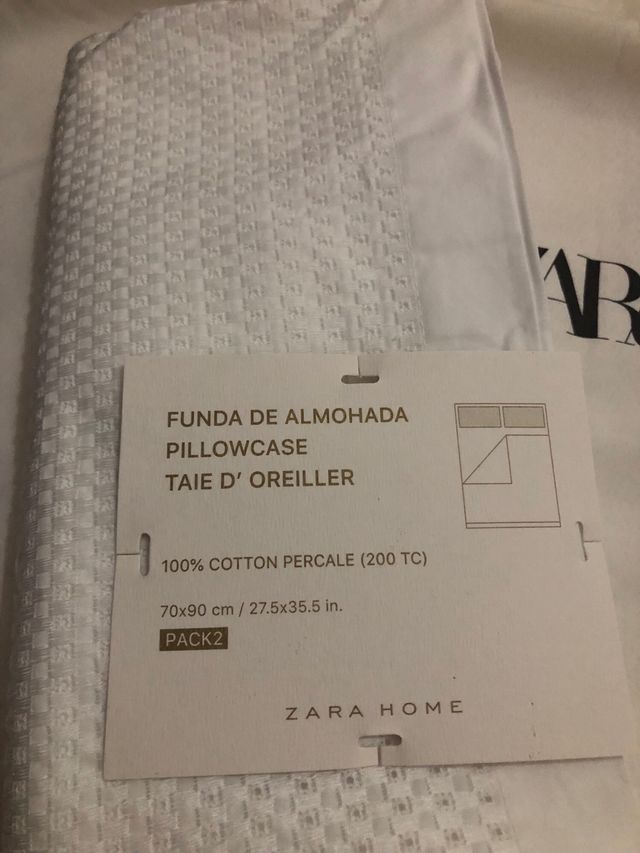 FUNDA DE ALMOHADA
PILLOWCASE
TAIE D' OREILLER
100% COTTON PERCALE (200 TC)
70x90 cm / 27.5x35.5 in.
PACK2
ZARA HOME